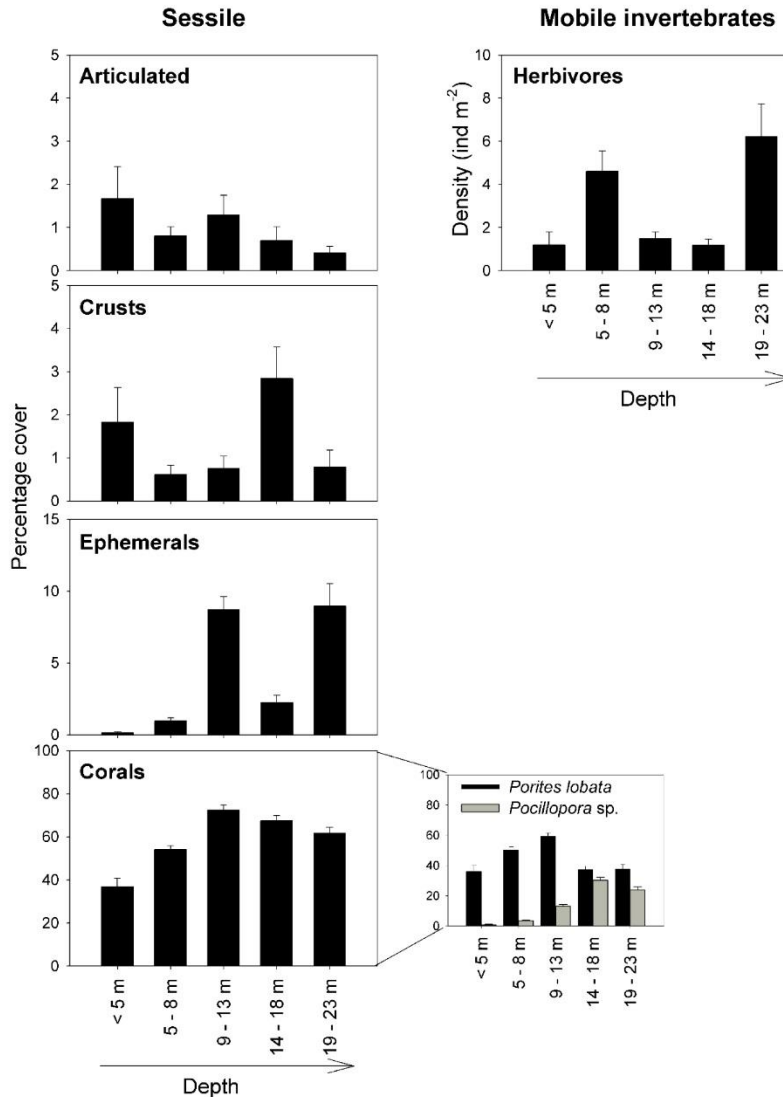 Sessile
Mobile invertebrates
Percentage cover
Articulated
5
4
3
2
1
0
Crusts
5
4
3
2
1
0
Ephemerals
15
10
5
0
Corals
100
80
60
40
20
0
< 5 m
5 - 8 m
9 - 13 m
14 - 18 m
19 - 23 m
Depth
Density (ind m⁻²)
Herbivores
10
8
6
4
2
0
< 5 m
5 - 8 m
9 - 13 m
14 - 18 m
19 - 23 m
Depth
Porites lobata
Pocillopora sp.
100
80
60
40
20
0
< 5 m
5 - 8 m
9 - 13 m
14 - 18 m
19 - 23 m